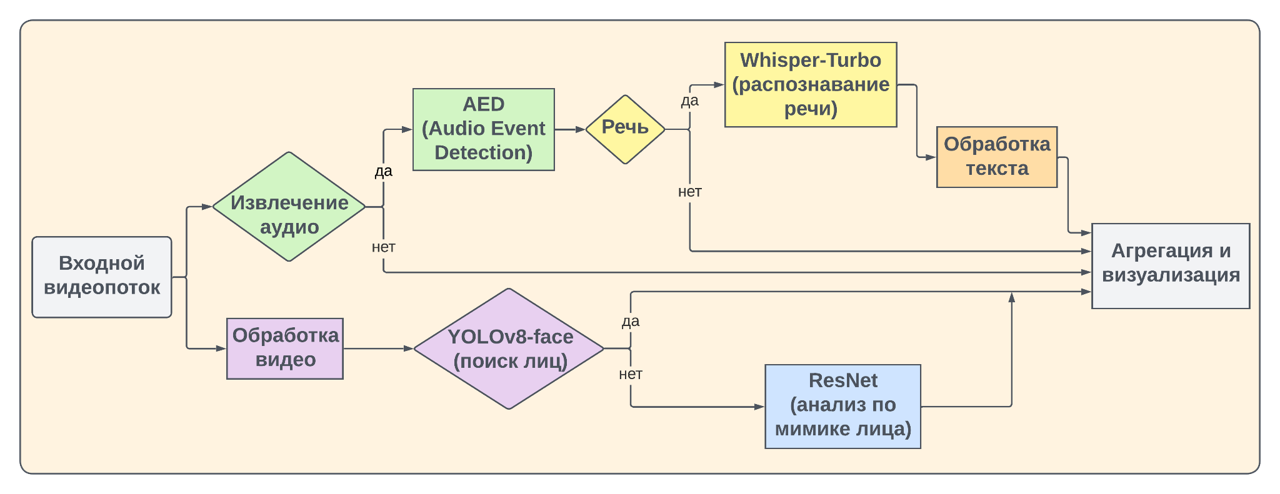 Whisper-Turbo
(распознавание
речи)
да
AED
(Audio Event
Detection)
Речь
да
нет
Обработка
текста
Извлечение
аудио
нет
Входной
видеопоток
Агрегация и
визуализация
Обработка
видео
YOLOv8-face
(поиск лиц)
да
нет
ResNet
(анализ по
мимике лица)